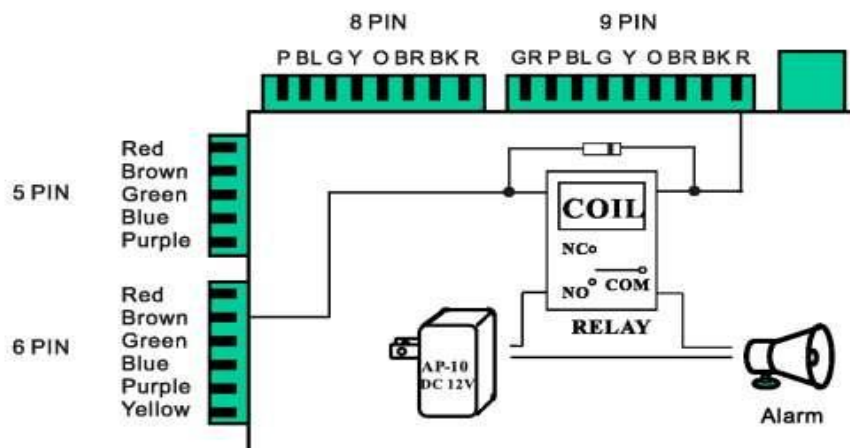 8 PIN
9 PIN
P BL G Y O BR BK R
GR P BL G Y O BR BK R
5 PIN
Red
Brown
Green
Blue
Purple
6 PIN
Red
Brown
Green
Blue
Purple
Yellow
COIL
NC
NO
COM
RELAY
AP-10
DC 12V
Alarm